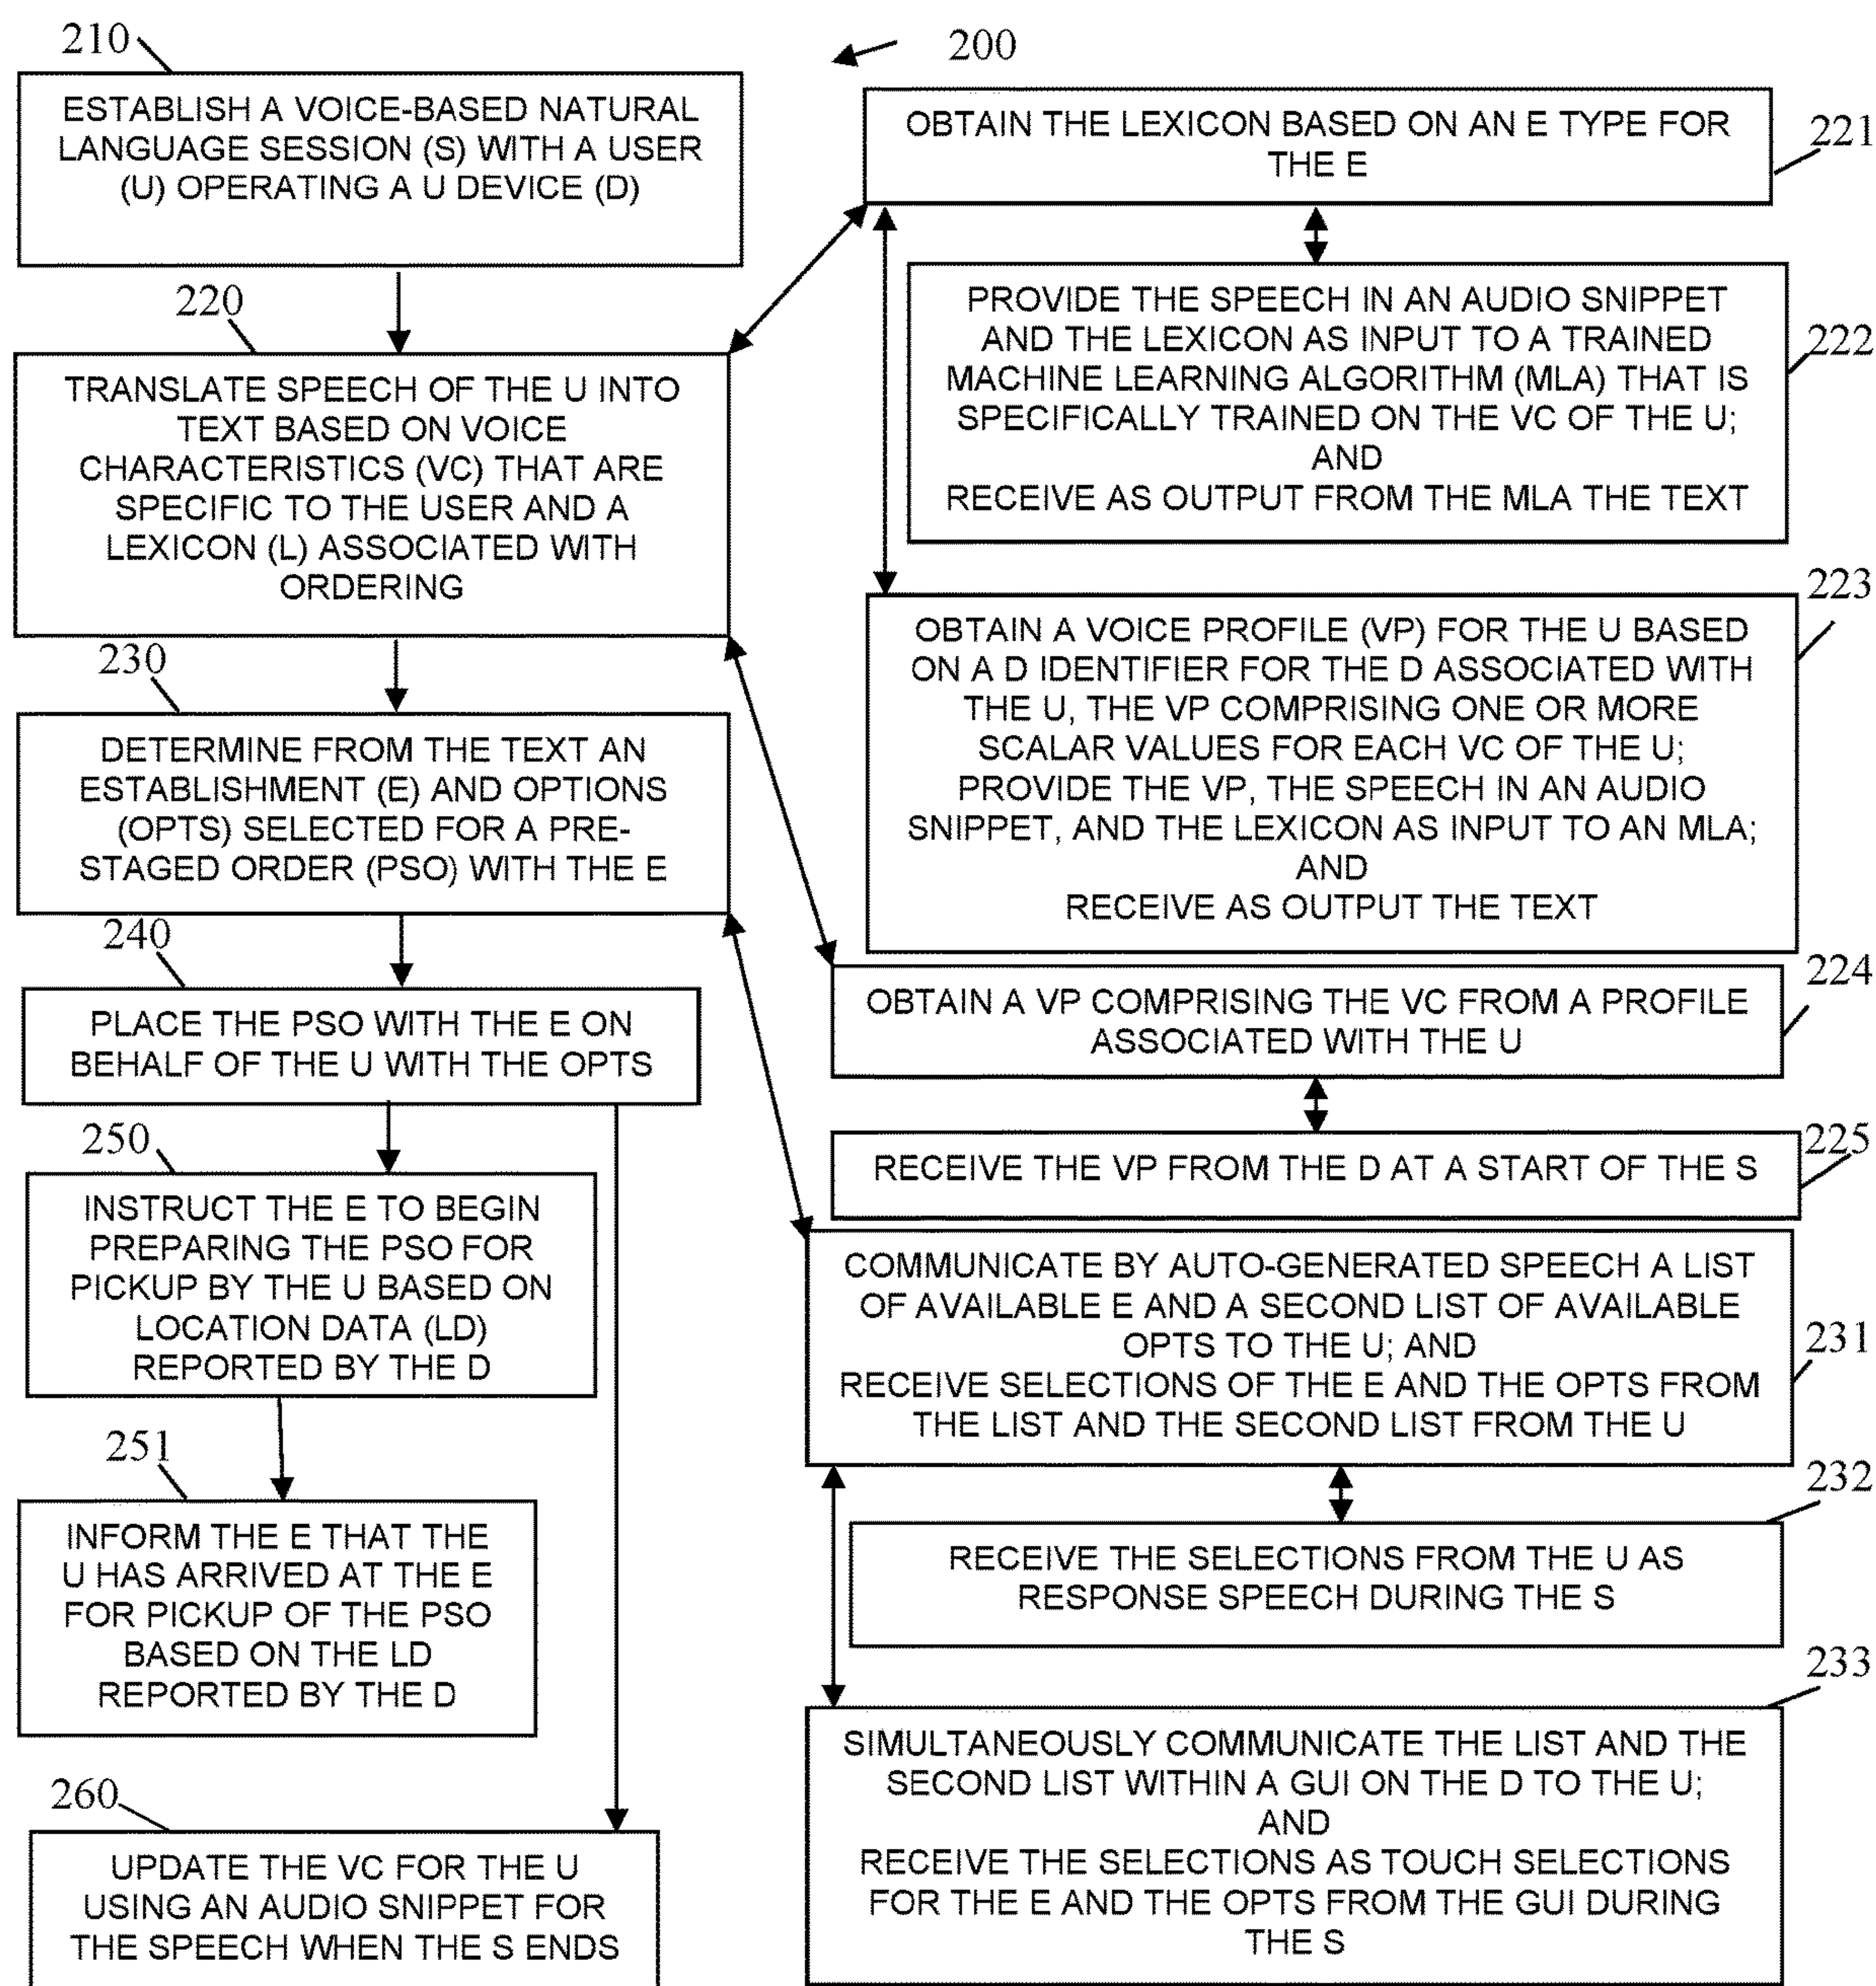 200
210
ESTABLISH A VOICE-BASED NATURAL
LANGUAGE SESSION (S) WITH A USER
(U) OPERATING A U DEVICE (D)
220
TRANSLATE SPEECH OF THE U INTO
TEXT BASED ON VOICE
CHARACTERISTICS (VC) THAT ARE
SPECIFIC TO THE USER AND A
LEXICON (L) ASSOCIATED WITH
ORDERING
230
DETERMINE FROM THE TEXT AN
ESTABLISHMENT (E) AND OPTIONS
(OPTS) SELECTED FOR A PRE-
STAGED ORDER (PSO) WITH THE E
240
PLACE THE PSO WITH THE E ON
BEHALF OF THE U WITH THE OPTS
250
INSTRUCT THE E TO BEGIN
PREPARING THE PSO FOR
PICKUP BY THE U BASED ON
LOCATION DATA (LD)
REPORTED BY THE D
251
INFORM THE E THAT THE
U HAS ARRIVED AT THE E
FOR PICKUP OF THE PSO
BASED ON THE LD
REPORTED BY THE D
260
UPDATE THE VC FOR THE U
USING AN AUDIO SNIPPET FOR
THE SPEECH WHEN THE S ENDS
221
OBTAIN THE LEXICON BASED ON AN E TYPE FOR
THE E
222
PROVIDE THE SPEECH IN AN AUDIO SNIPPET
AND THE LEXICON AS INPUT TO A TRAINED
MACHINE LEARNING ALGORITHM (MLA) THAT IS
SPECIFICALLY TRAINED ON THE VC OF THE U;
AND
RECEIVE AS OUTPUT FROM THE MLA THE TEXT
223
OBTAIN A VOICE PROFILE (VP) FOR THE U BASED
ON A D IDENTIFIER FOR THE D ASSOCIATED WITH
THE U, THE VP COMPRISING ONE OR MORE
SCALAR VALUES FOR EACH VC OF THE U;
PROVIDE THE VP, THE SPEECH IN AN AUDIO
SNIPPET, AND THE LEXICON AS INPUT TO AN MLA;
AND
RECEIVE AS OUTPUT THE TEXT
224
OBTAIN A VP COMPRISING THE VC FROM A PROFILE
ASSOCIATED WITH THE U
225
RECEIVE THE VP FROM THE D AT A START OF THE S
231
COMMUNICATE BY AUTO-GENERATED SPEECH A LIST
OF AVAILABLE E AND A SECOND LIST OF AVAILABLE
OPTS TO THE U; AND
RECEIVE SELECTIONS OF THE E AND THE OPTS FROM
THE LIST AND THE SECOND LIST FROM THE U
232
RECEIVE THE SELECTIONS FROM THE U AS
RESPONSE SPEECH DURING THE S
233
SIMULTANEOUSLY COMMUNICATE THE LIST AND THE
SECOND LIST WITHIN A GUI ON THE D TO THE U;
AND
RECEIVE THE SELECTIONS AS TOUCH SELECTIONS
FOR THE E AND THE OPTS FROM THE GUI DURING
THE S